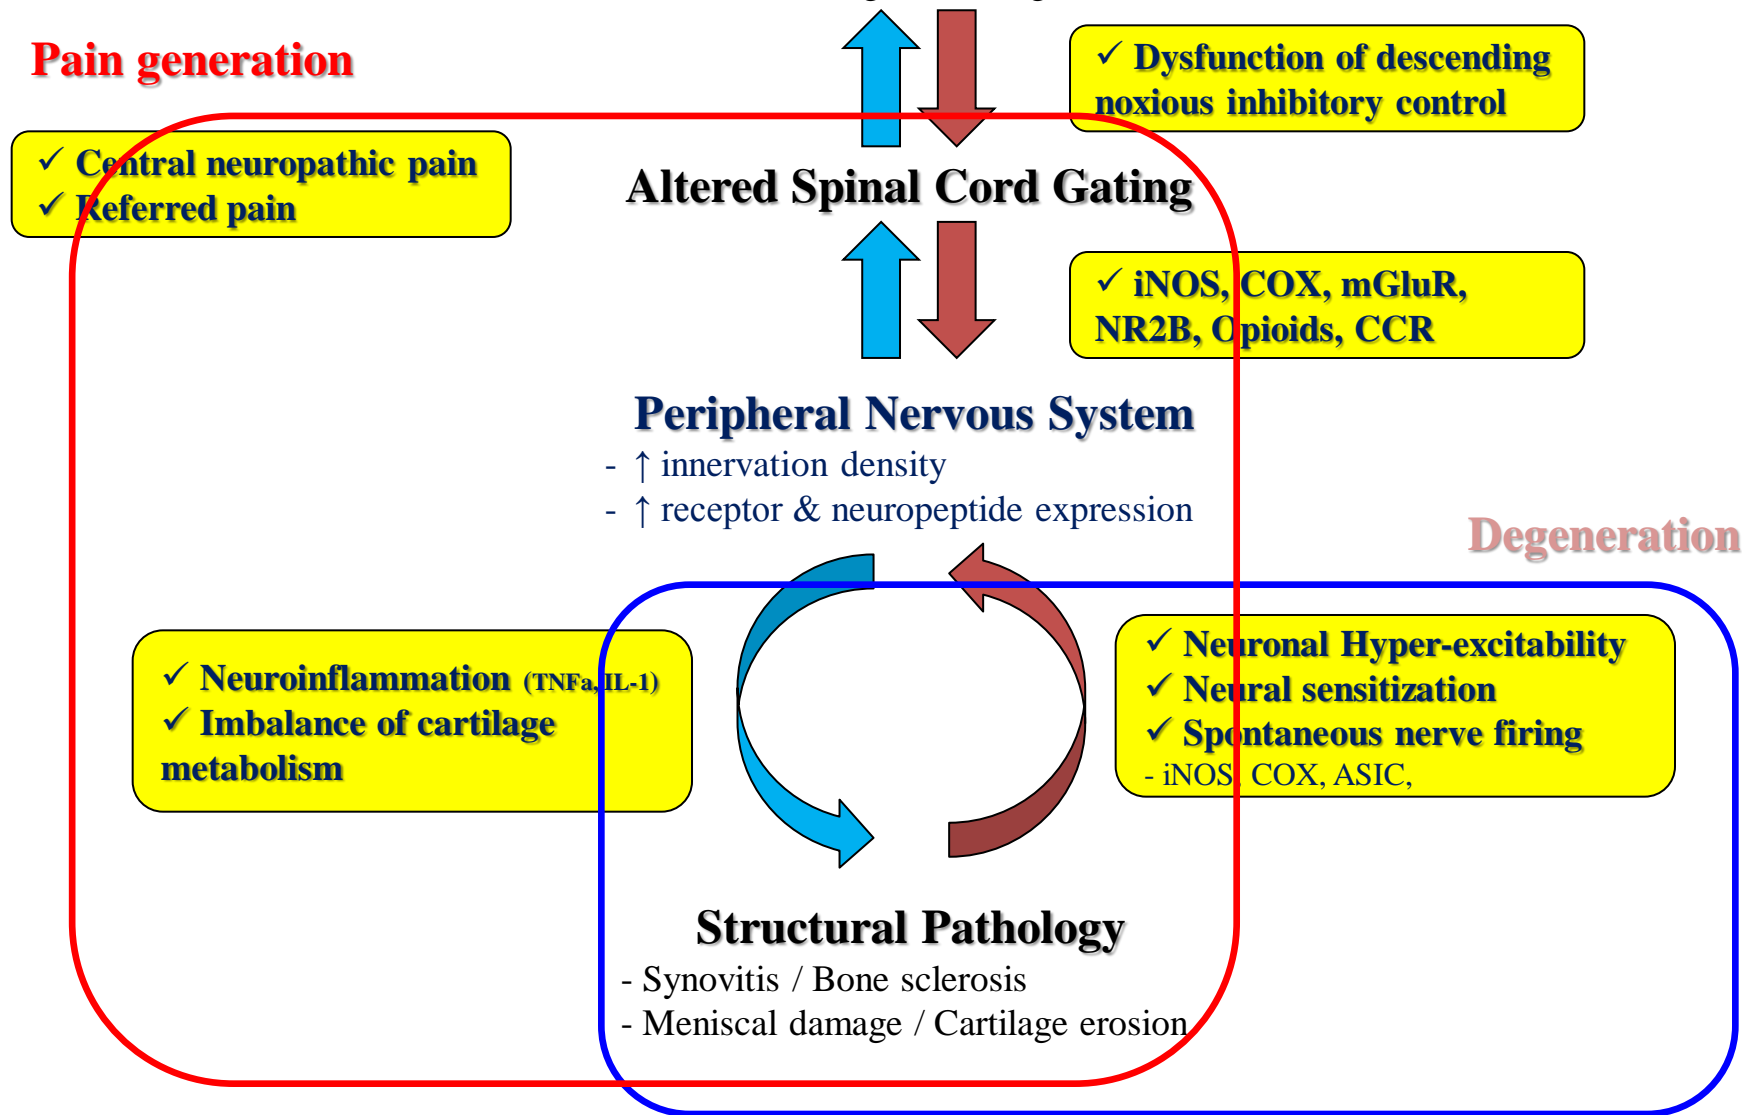 Pain generation
✓ Dysfunction of descending
noxious inhibitory control
✓ Central neuropathic pain
✓ Referred pain
Altered Spinal Cord Gating
✓ iNOS, COX, mGluR,
NR2B, Opioids, CCR
Peripheral Nervous System
- ↑ innervation density
- ↑ receptor & neuropeptide expression
Degeneration
✓ Neuroinflammation (TNFa, IL-1)
✓ Imbalance of cartilage
metabolism
✓ Neuronal Hyper-excitability
✓ Neural sensitization
✓ Spontaneous nerve firing
- iNOS, COX, ASIC,
Structural Pathology
- Synovitis / Bone sclerosis
- Meniscal damage / Cartilage erosion